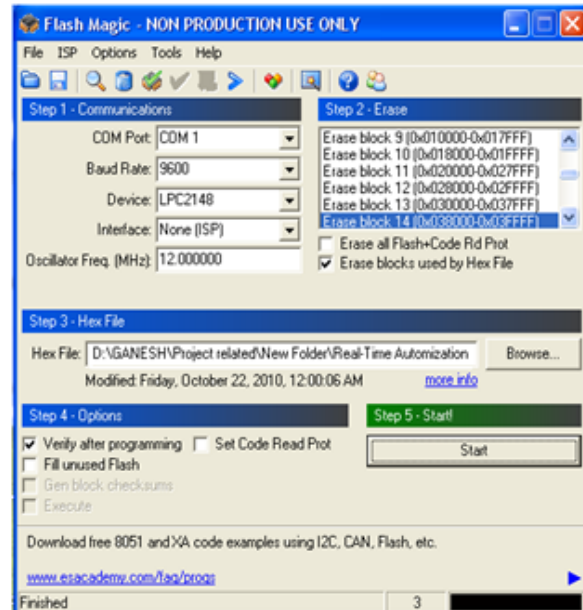 Flash Magic - NON PRODUCTION USE ONLY
File ISP Options Tools Help
Step 1 - Communications
COM Port: COM 1
Baud Rate: 9600
Device: LPC2148
Interface: None (ISP)
Oscillator Freq. (MHz): 12.000000
Step 2 - Erase
Erase block 9 (0x010000-0x017FFF)
Erase block 10 (0x018000-0x01FFFF)
Erase block 11 (0x020000-0x027FFF)
Erase block 12 (0x028000-0x02FFFF)
Erase block 13 (0x030000-0x037FFF)
Erase block 14 (0x038000-0x03FFFF)
Erase all Flash+Code Rd Prot
Erase blocks used by Hex File
Step 3 - Hex File
Hex File: D:\GANESH\Project related\New Folder\Real-Time Automization Browse...
Modified: Friday, October 22, 2010, 12:00:06 AM more info
Step 4 - Options
Verify after programming Set Code Read Prot
Fill unused Flash
Gen block checksums
Execute
Step 5 - Start!
Start
Download free 8051 and XA code examples using I2C, CAN, Flash, etc.
www.esacademy.com/faq/progs
Finished 3